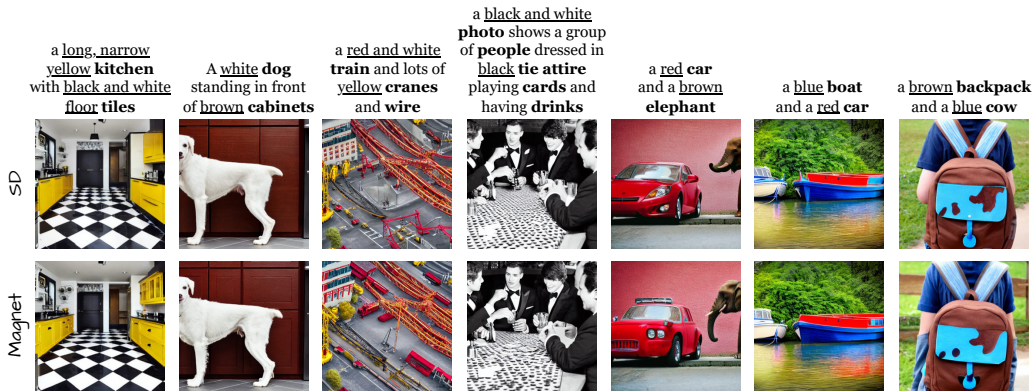 a long, narrow
yellow kitchen
with black and white
floor tiles
A white dog
standing in front
of brown cabinets
a red and white
train and lots of
yellow cranes
and wire
a black and white
photo shows a group
of people dressed in
black tie attire
playing cards and
having drinks
a red car
and a brown
elephant
a blue boat
and a red car
a brown backpack
and a blue cow
SD
Magnet